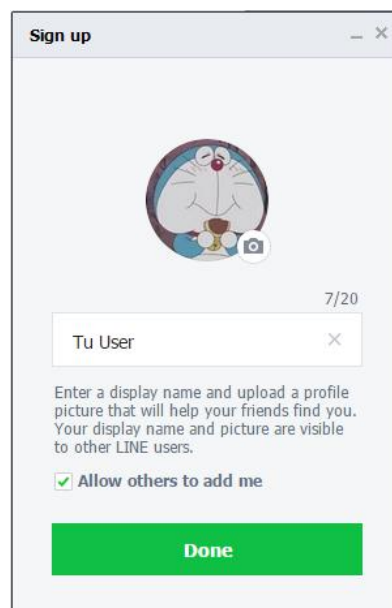 Sign up
7/20
Tu User
Enter a display name and upload a profile
picture that will help your friends find you.
Your display name and picture are visible
to other LINE users.
Allow others to add me
Done